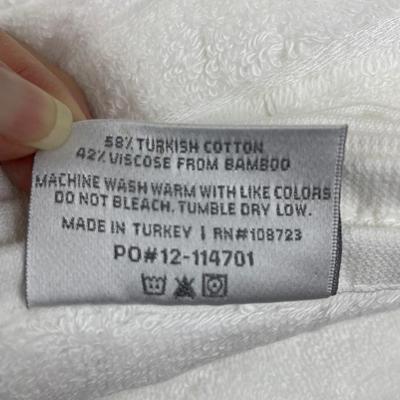 58% TURKISH COTTON
42% VISCOSE FROM BAMBOO
MACHINE WASH WARM WITH LIKE COLORS
DO NOT BLEACH. TUMBLE DRY LOW.
MADE IN TURKEY | RN#108723
PO#12-114701